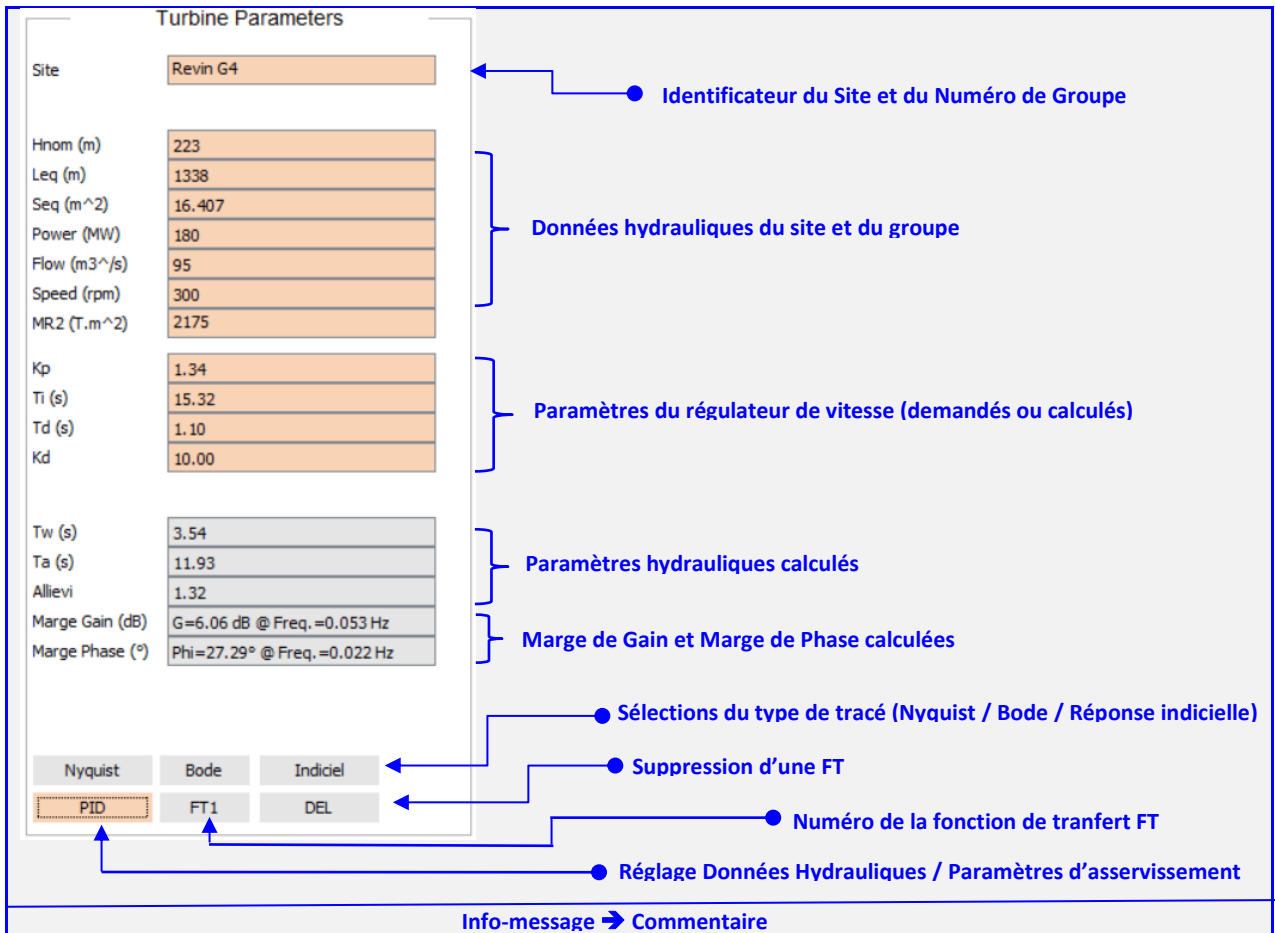 Turbine Parameters
Site Revin G4
Identificateur du Site et du Numéro de Groupe
Hnom (m) 223
Leq (m) 1338
Seq (m^2) 16.407
Power (MW) 180
Données hydrauliques du site et du groupe
Flow (m3^/s) 95
Speed (rpm) 300
MR2 (T.m^2) 2175
Kp 1.34
Ti (s) 15.32
Paramètres du régulateur de vitesse (demandés ou calculés)
Td (s) 1.10
Kd 10.00
Tw (s) 3.54
Ta (s) 11.93
Paramètres hydrauliques calculés
Allievi 1.32
Marge Gain (dB) G=6.06 dB @ Freq.=0.053 Hz
Marge de Gain et Marge de Phase calculées
Marge Phase (°) Phi=27.29° @ Freq.=0.022 Hz
Sélections du type de tracé (Nyquist / Bode / Réponse indicielle)
Nyquist Bode Indiciel
Suppression d’une FT
PID FT1 DEL
Numéro de la fonction de tranfert FT
Réglage Données Hydrauliques / Paramètres d’asservissement
Info-message ➔ Commentaire